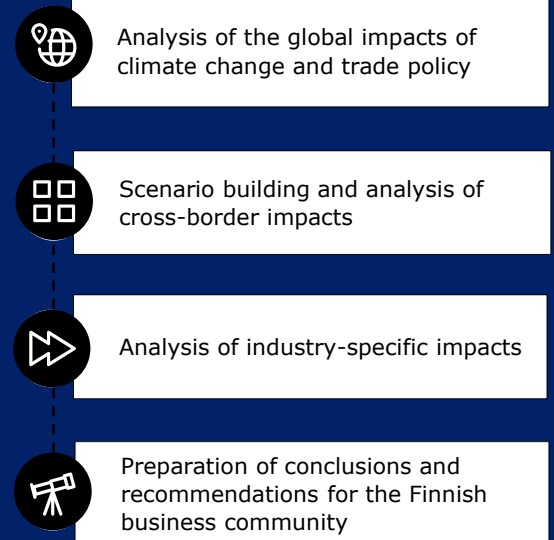 Analysis of the global impacts of
climate change and trade policy
Scenario building and analysis of
cross-border impacts
Analysis of industry-specific impacts
Preparation of conclusions and
recommendations for the Finnish
business community